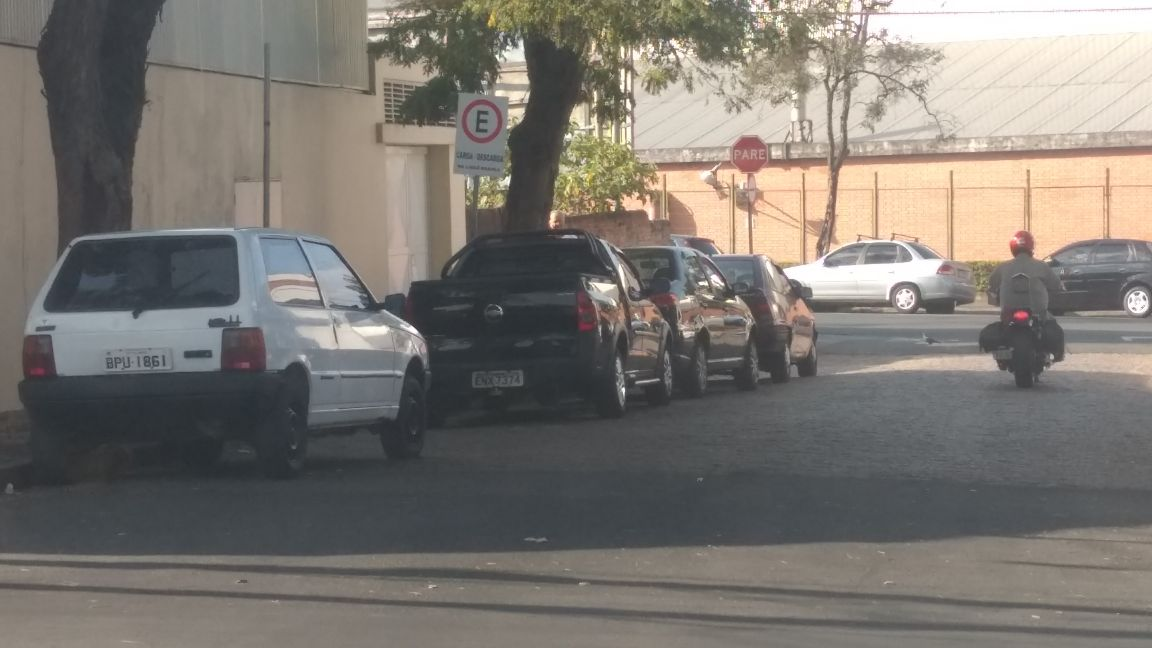 E
CARGA / DESCARGA
PARE
BPU-1861
ENX 7374